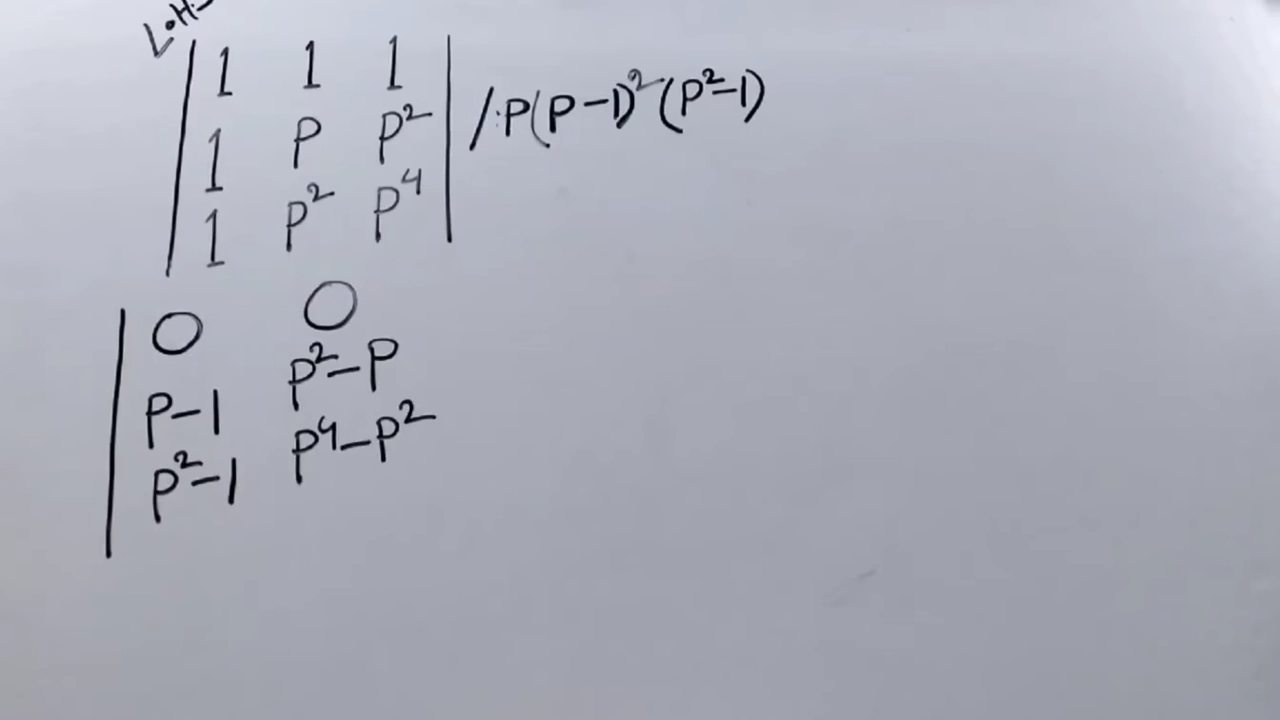 L.H.
| 1 1 1 |
| 1 P P² | /: P(P-1)²(P²-1)
| 1 P² P⁴ |
| 0 0
P-1 P²-P
P²-1 P⁴-P²